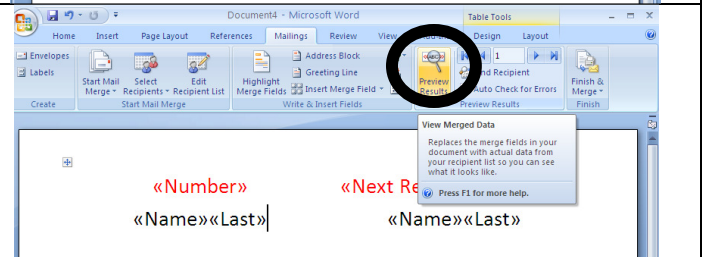 Document4 - Microsoft Word
Table Tools
Home Insert Page Layout References Mailings Review View Design Layout
Envelopes
Labels
Create
Start Mail Merge
Select Recipients
Edit Recipient List
Start Mail Merge
Highlight Merge Fields
Address Block
Greeting Line
Insert Merge Field
Write & Insert Fields
«ABC»
Preview Results
1
Recipient
Auto Check for Errors
Preview Results
Finish & Merge
Finish
View Merged Data
Replaces the merge fields in your
document with actual data from
your recipient list so you can see
what it looks like.
Press F1 for more help.
«Number» «Next Re
«Name»«Last» «Name»«Last»